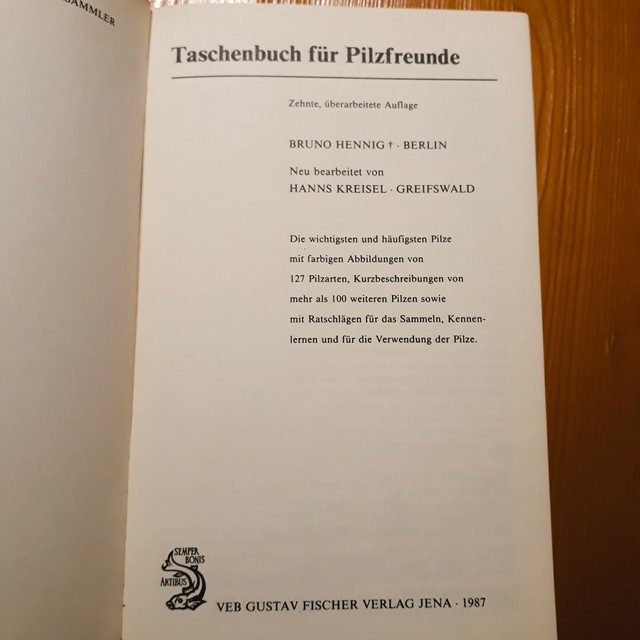 SAMMLER
Taschenbuch für Pilzfreunde
Zehnte, überarbeitete Auflage
BRUNO HENNIG † · BERLIN
Neu bearbeitet von
HANNS KREISEL · GREIFSWALD
Die wichtigsten und häufigsten Pilze
mit farbigen Abbildungen von
127 Pilzarten, Kurzbeschreibungen von
mehr als 100 weiteren Pilzen sowie
mit Ratschlägen für das Sammeln, Kennen-
lernen und für die Verwendung der Pilze.
SEMPER
BONIS
ARTIBUS
VEB GUSTAV FISCHER VERLAG JENA · 1987